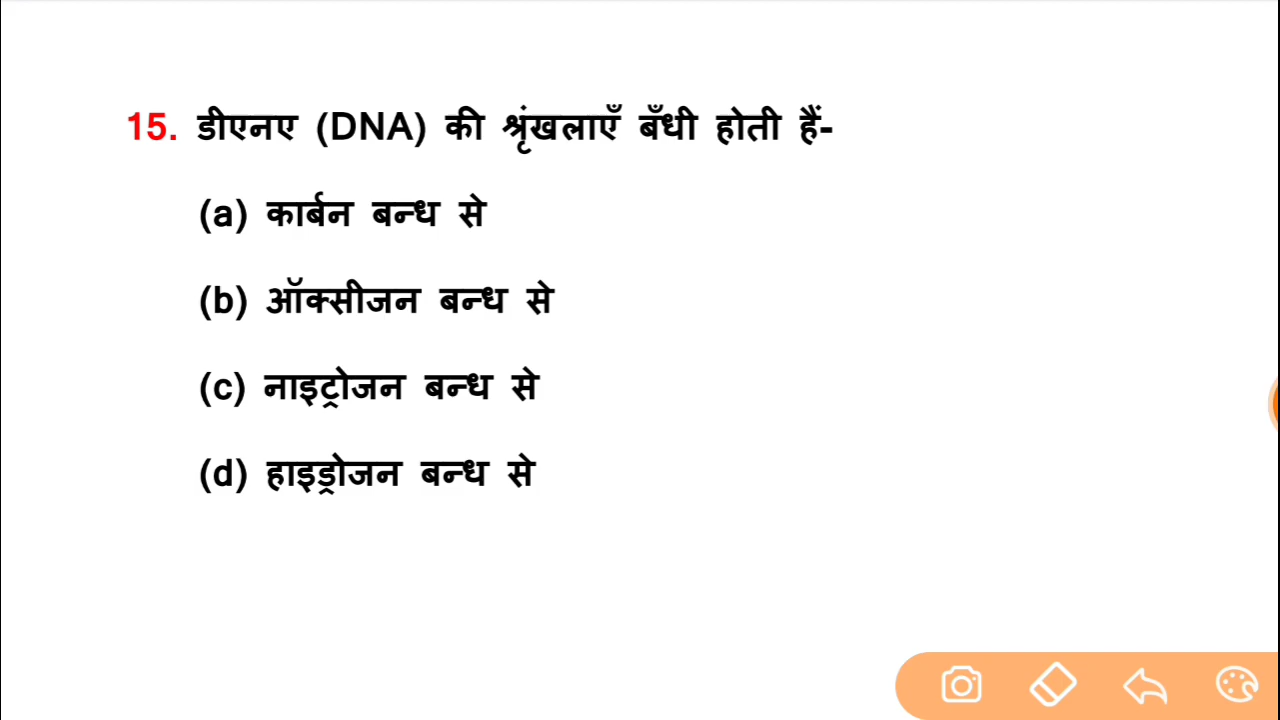 15. डीएनए (DNA) की श्रृंखलाएँ बँधी होती हैं-
(a) कार्बन बन्ध से
(b) ऑक्सीजन बन्ध से
(c) नाइट्रोजन बन्ध से
(d) हाइड्रोजन बन्ध से